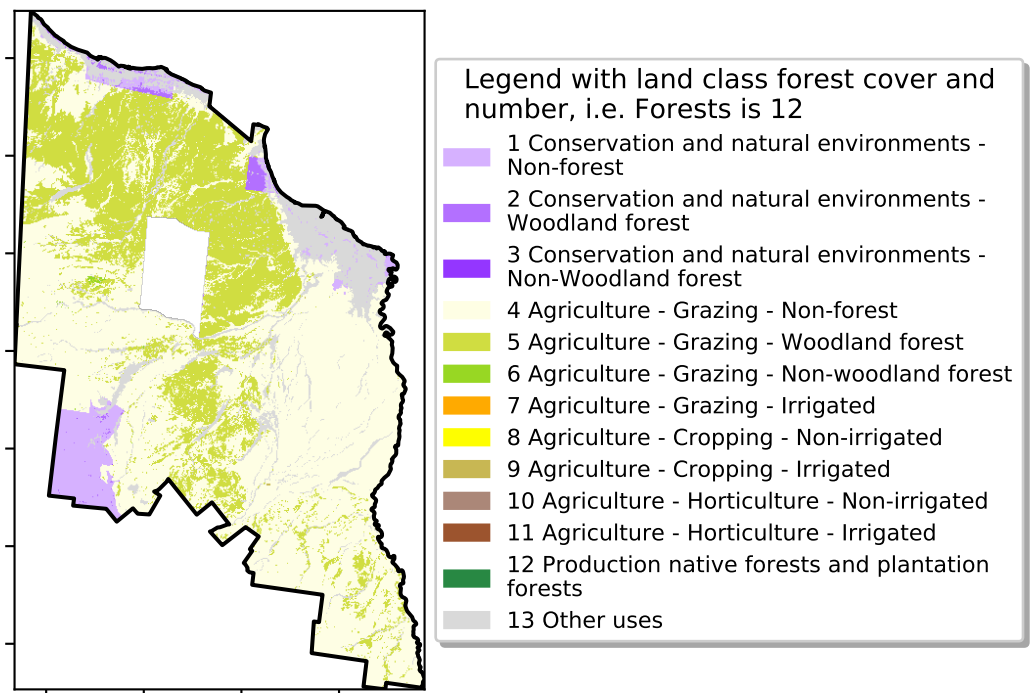 Legend with land class forest cover and
number, i.e. Forests is 12
1 Conservation and natural environments -
Non-forest
2 Conservation and natural environments -
Woodland forest
3 Conservation and natural environments -
Non-Woodland forest
4 Agriculture - Grazing - Non-forest
5 Agriculture - Grazing - Woodland forest
6 Agriculture - Grazing - Non-woodland forest
7 Agriculture - Grazing - Irrigated
8 Agriculture - Cropping - Non-irrigated
9 Agriculture - Cropping - Irrigated
10 Agriculture - Horticulture - Non-irrigated
11 Agriculture - Horticulture - Irrigated
12 Production native forests and plantation
forests
13 Other uses